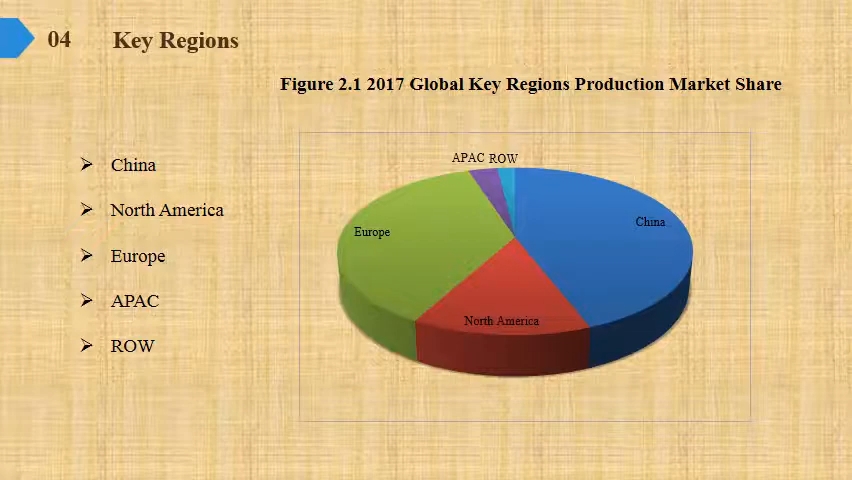 04 Key Regions
Figure 2.1 2017 Global Key Regions Production Market Share
China
North America
Europe
APAC
ROW
APAC ROW
China
Europe
North America